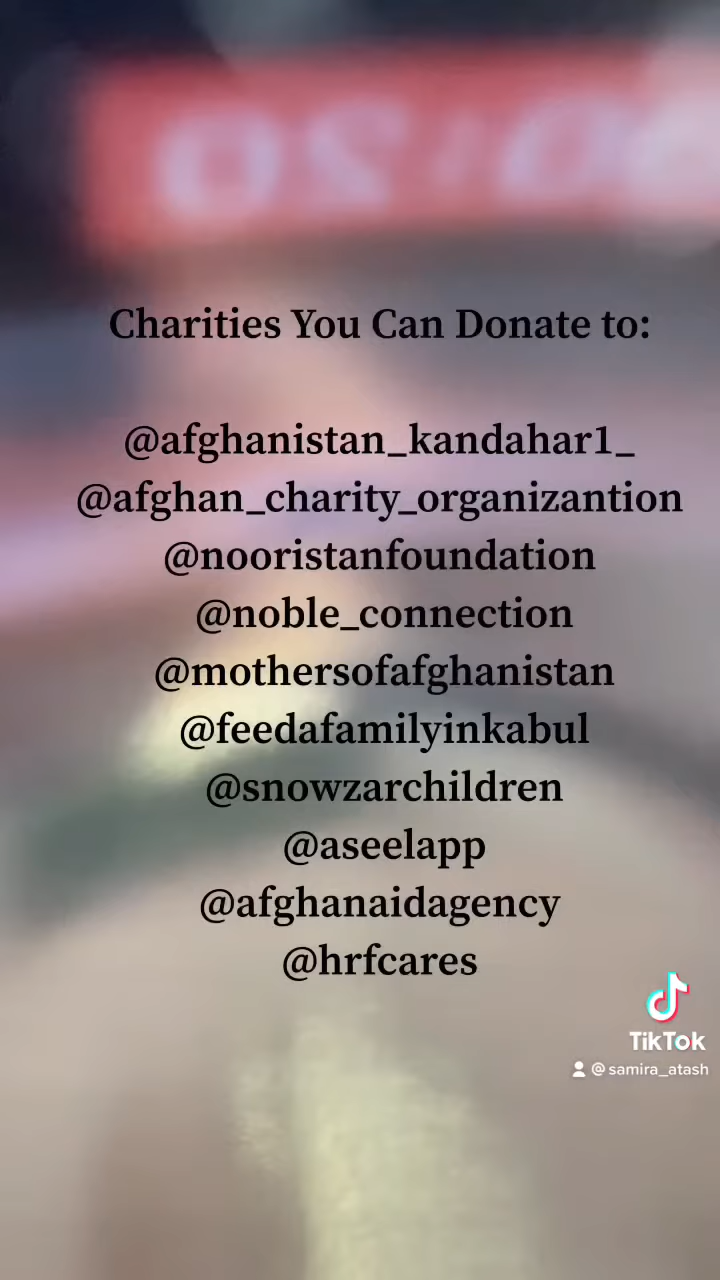 Charities You Can Donate to:
@afghanistan_kandahar1_
@afghan_charity_organizantion
@nooristanfoundation
@noble_connection
@mothersofafghanistan
@feedafamilyinkabul
@snowzarchildren
@aseelapp
@afghanaidagency
@hrfcares
TikTok
@samira_atash